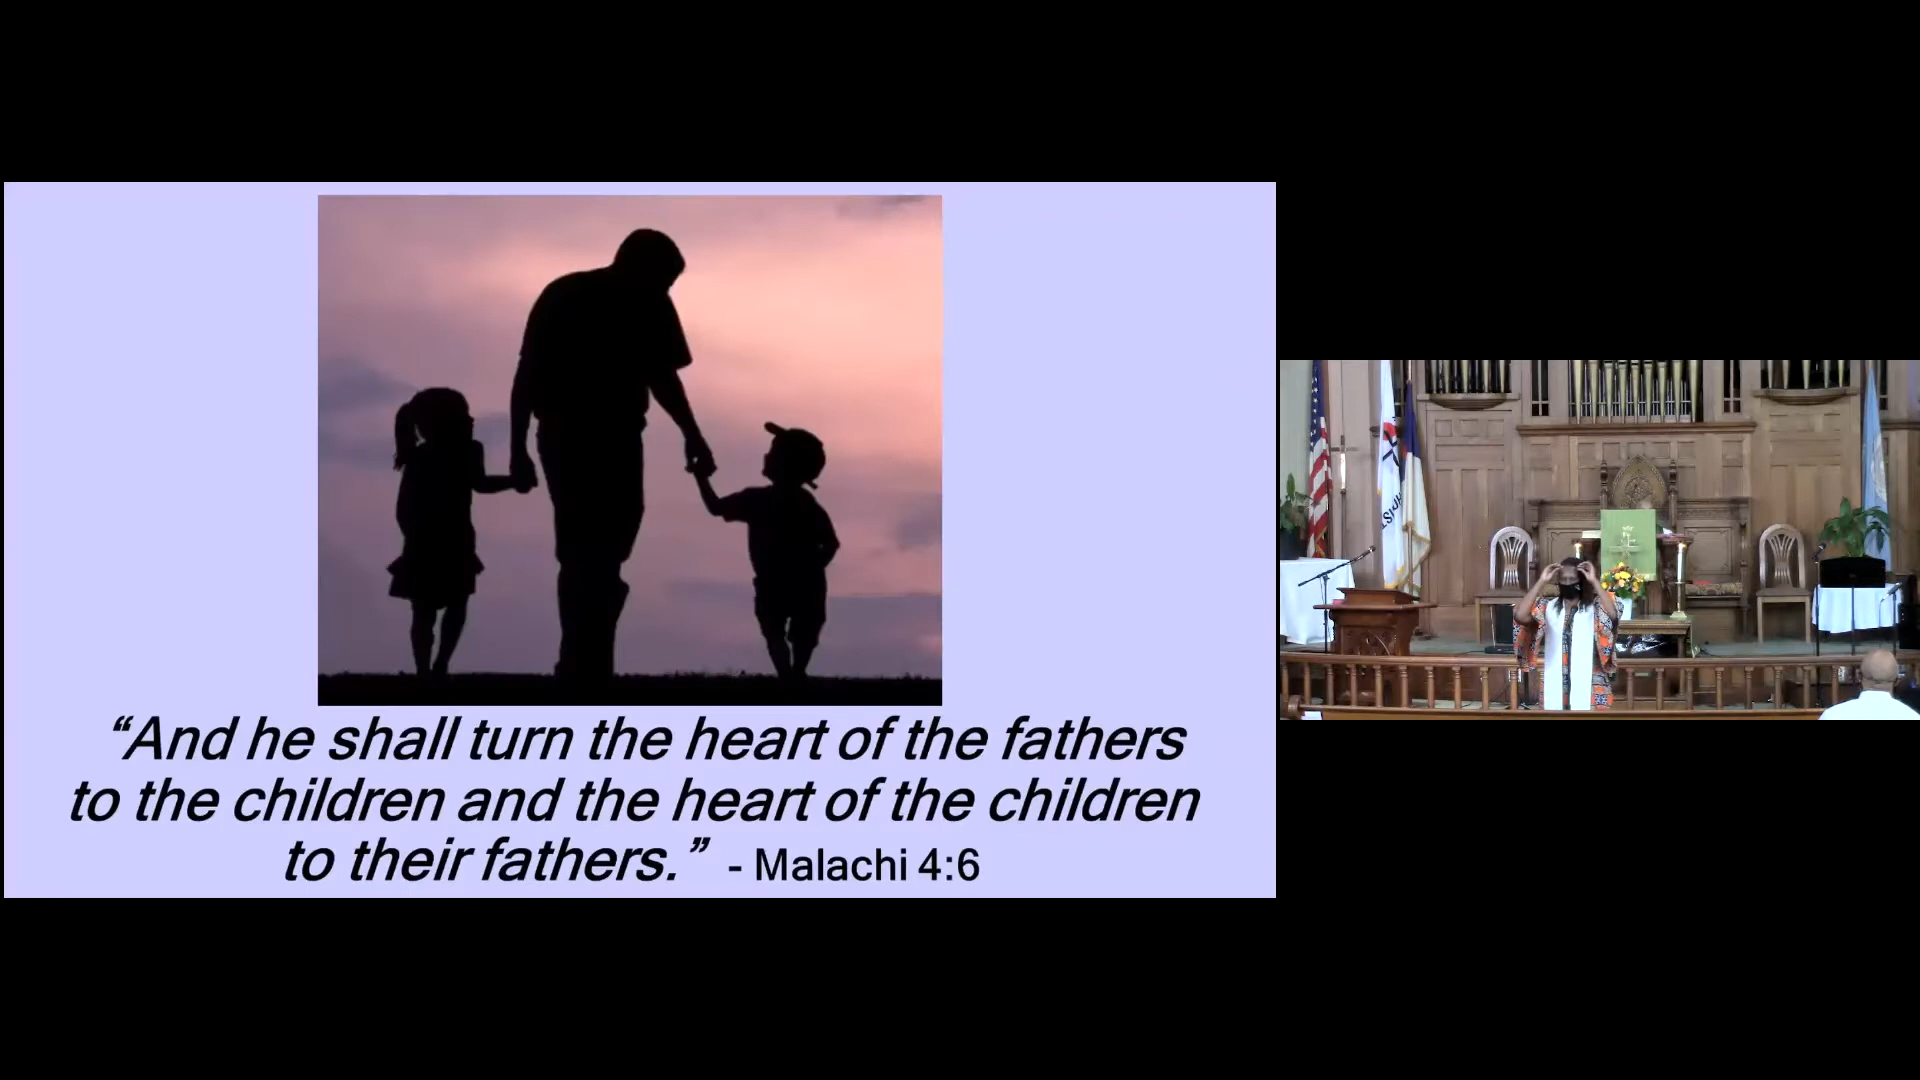 “And he shall turn the heart of the fathers
to the children and the heart of the children
to their fathers.” - Malachi 4:6